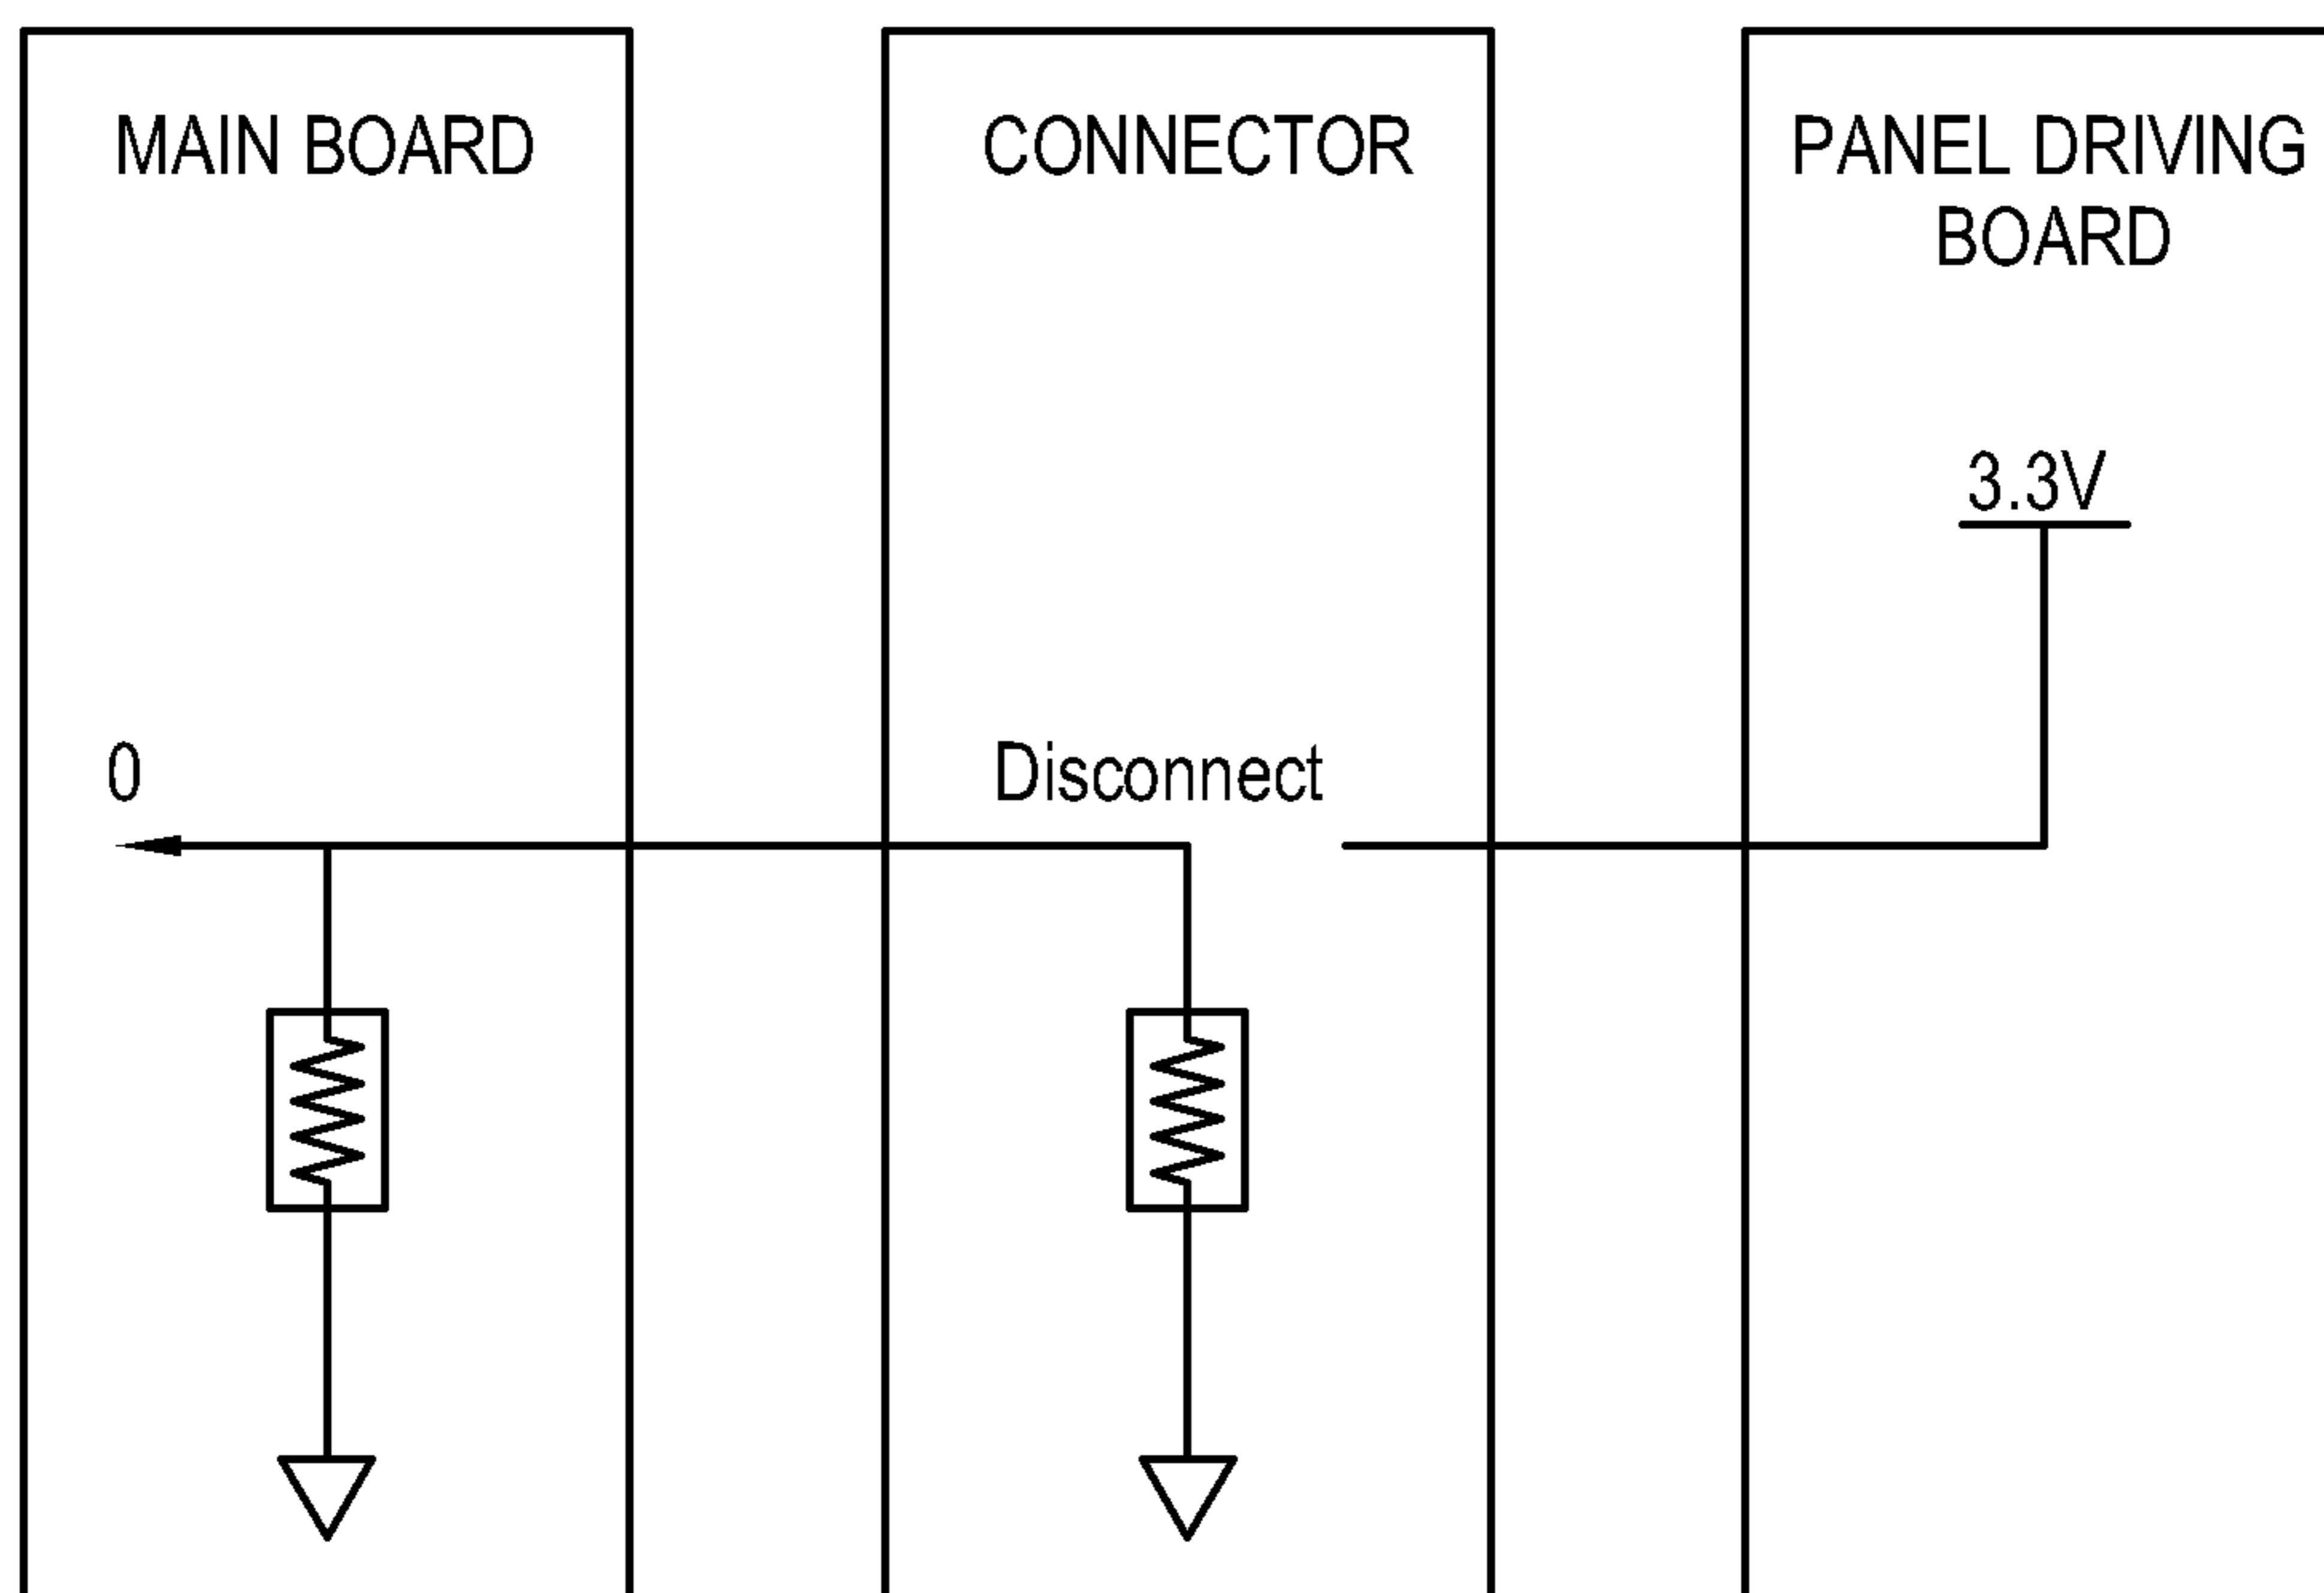 MAIN BOARD
CONNECTOR
PANEL DRIVING
BOARD
3.3V
0
Disconnect